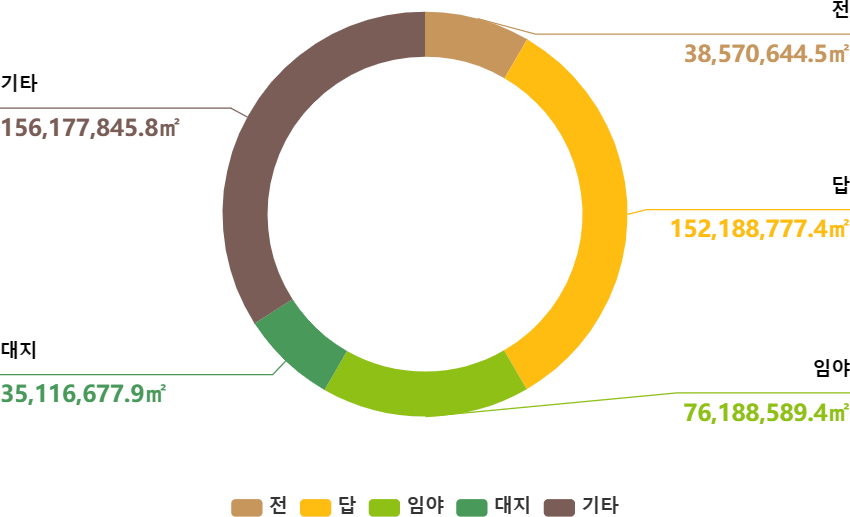 전
38,570,644.5㎡
기타
156,177,845.8㎡
답
152,188,777.4㎡
대지
35,116,677.9㎡
임야
76,188,589.4㎡
전 답 임야 대지 기타